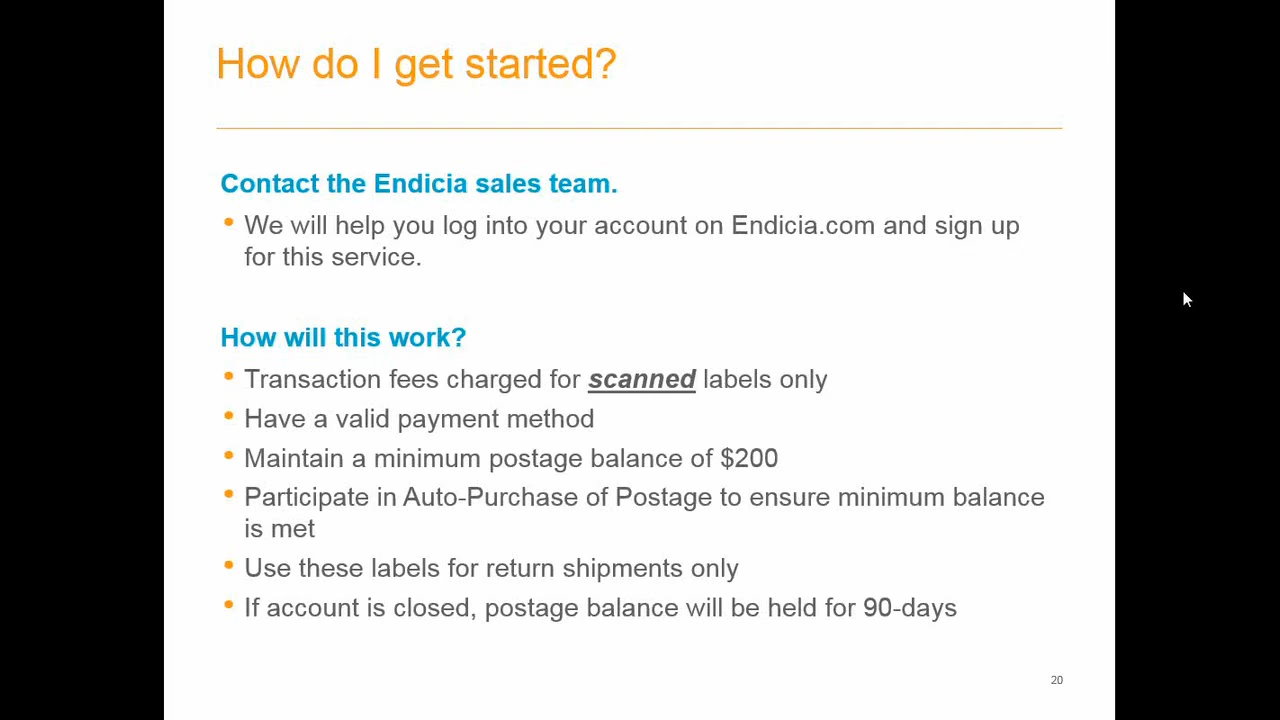 How do I get started?
Contact the Endicia sales team.
• We will help you log into your account on Endicia.com and sign up
for this service.
How will this work?
• Transaction fees charged for scanned labels only
• Have a valid payment method
• Maintain a minimum postage balance of $200
• Participate in Auto-Purchase of Postage to ensure minimum balance
is met
• Use these labels for return shipments only
• If account is closed, postage balance will be held for 90-days
20